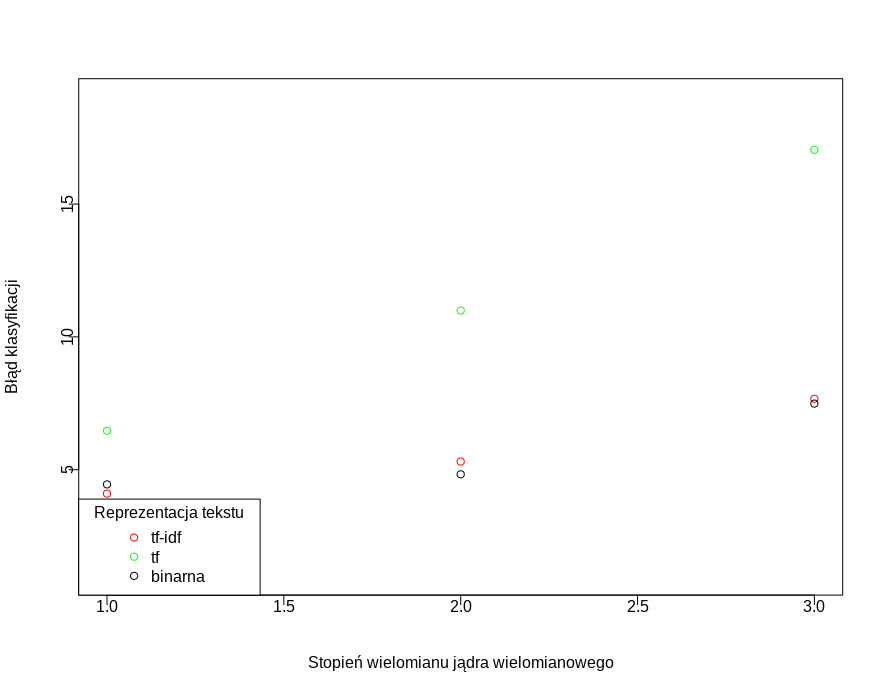 15
10
5
Błąd klasyfikacji
Reprezentacja tekstu
tf-idf
tf
binarna
1.0 1.5 2.0 2.5 3.0
Stopień wielomianu jądra wielomianowego